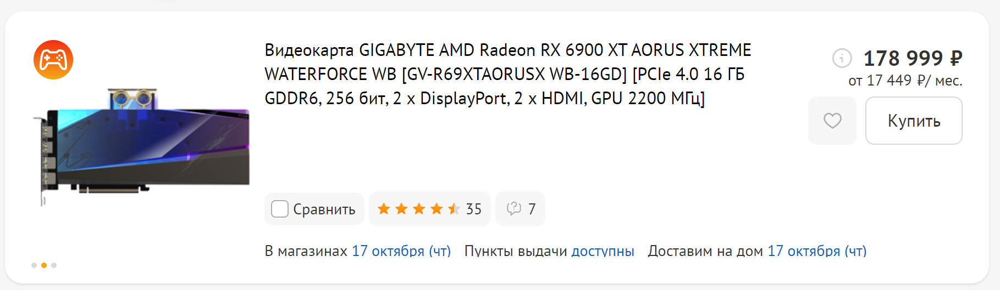 Видеокарта GIGABYTE AMD Radeon RX 6900 XT AORUS XTREME
WATERFORCE WB [GV-R69XTAORUSX WB-16GD] [PCIe 4.0 16 ГБ
GDDR6, 256 бит, 2 x DisplayPort, 2 x HDMI, GPU 2200 МГц]
178 999 ₽
от 17 449 ₽/ мес.
Купить
Сравнить
35
7
В магазинах 17 октября (чт) Пункты выдачи доступны Доставим на дом 17 октября (чт)